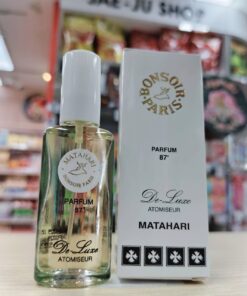 JAE-JU SHOP
MATAHARI
PARFUM
87°
De-Luxe
ATOMISEUR
BONSOIR
PARIS
PARFUM
87°
De-Luxe
ATOMISEUR
MATAHARI